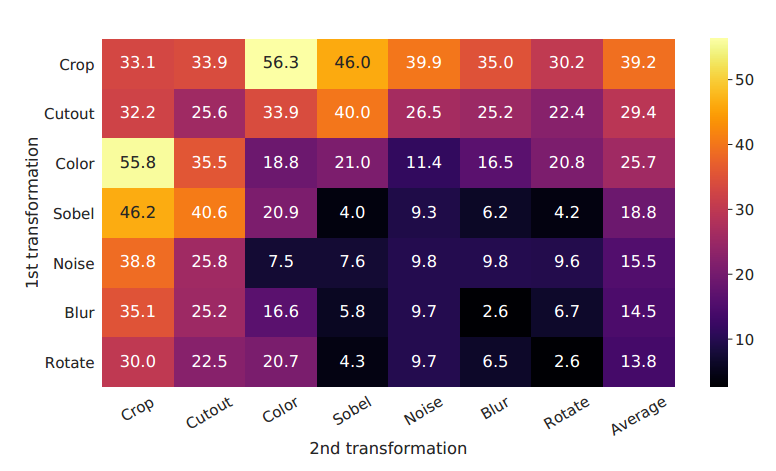 Crop 33.1 33.9 56.3 46.0 39.9 35.0 30.2 39.2
Cutout 32.2 25.6 33.9 40.0 26.5 25.2 22.4 29.4
Color 55.8 35.5 18.8 21.0 11.4 16.5 20.8 25.7
Sobel 46.2 40.6 20.9 4.0 9.3 6.2 4.2 18.8
Noise 38.8 25.8 7.5 7.6 9.8 9.8 9.6 15.5
Blur 35.1 25.2 16.6 5.8 9.7 2.6 6.7 14.5
Rotate 30.0 22.5 20.7 4.3 9.7 6.5 2.6 13.8
Crop Cutout Color Sobel Noise Blur Rotate Average
2nd transformation
1st transformation
50
40
30
20
10